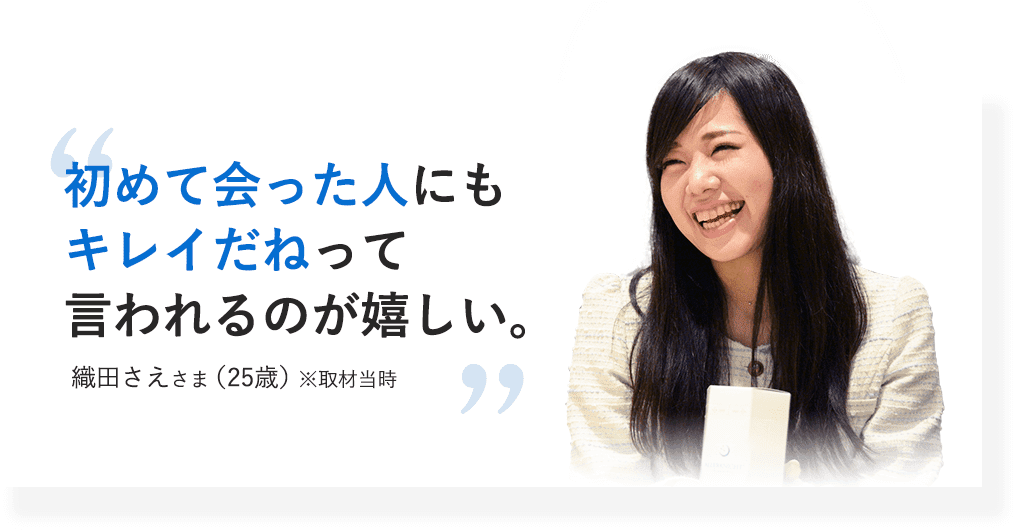 “
初めて会った人にも
キレイだねって
言われるのが嬉しい。
織田さえさま（25歳）※取材当時
”